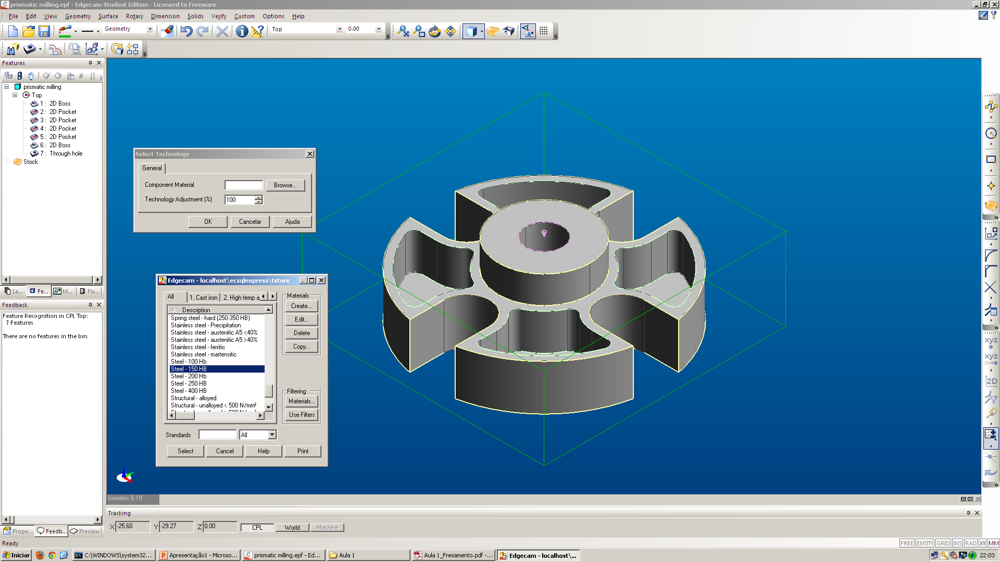 prismatic milling.epf - Edgecam Student Edition - Licensed to Freeware
File Edit View Geometry Surface Rotary Dimension Solids Verify Custom Options Help
Geometry Top 0.00
Features
prismatic milling
Top
1 : 2D Boss
2 : 2D Pocket
3 : 2D Pocket
4 : 2D Pocket
5 : 2D Pocket
6 : 2D Boss
7 : Through hole
Stock
La... Fe... M... Fix...
Feedback
Feature Recognition in CPL Top:
7 Features
There are no features in the bin.
Prope... Feedb... Preview
Select Technology
General
Component Material Browse...
Technology Adjustment (%) 100
OK Cancelar Ajuda
Edgecam - localhost\ecsqlexpress\tstore
All 1. Cast iron 2. High temp a
Description
Spring steel - hard (250-350 HB)
Stainless steel - Precipitation
Stainless steel - austenitic A5 <40%
Stainless steel - austenitic A5 >40%
Stainless steel - ferritic
Stainless steel - martensitic
Steel - 100 Hb
Steel - 150 HB
Steel - 200 Hb
Steel - 250 HB
Steel - 400 HB
Structural - alloyed
Structural - unalloyed < 500 N/mm²
Materials
Create...
Edit...
Delete
Copy...
Filtering
Materials...
Use Filters
Standards All
Select Cancel Help Print
xyz
xyz
2D
Isometric 6.19
Tracking
X -25.60 Y -29.27 Z 0.00 CPL World Machine
Ready
FREE ENTITY GRID INS RAD XY MM
Iniciar C:\WINDOWS\system32... Apresentação1 - Microso... prismatic milling.epf - Ed... Aula 1 Aula 1_Fresamento.pdf -... Edgecam - localhost\... 22:03